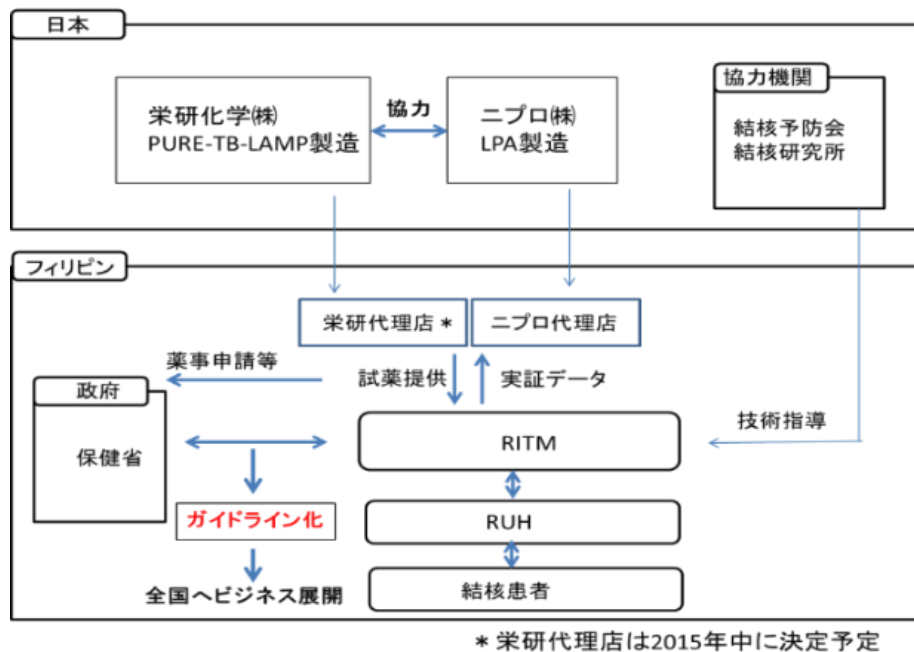 日本
栄研化学㈱
PURE-TB-LAMP製造
協力
ニプロ㈱
LPA製造
協力機関
結核予防会
結核研究所
フィリピン
栄研代理店*
ニプロ代理店
薬事申請等
試薬提供
実証データ
政府
保健省
RITM
技術指導
ガイドライン化
RUH
全国へビジネス展開
結核患者
*栄研代理店は2015年中に決定予定